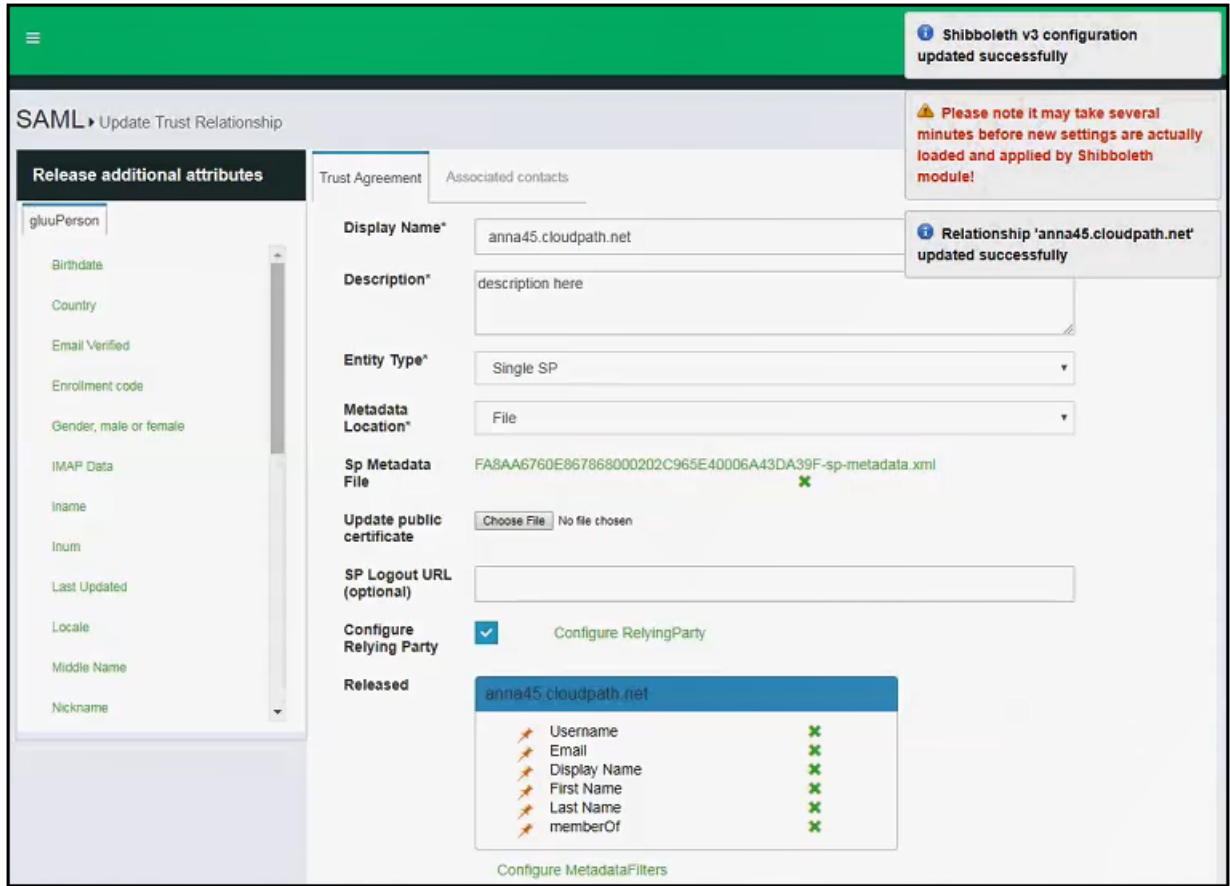 Shibboleth v3 configuration
updated successfully
Please note it may take several
minutes before new settings are actually
loaded and applied by Shibboleth
module!
Relationship 'anna45.cloudpath.net'
updated successfully
SAML Update Trust Relationship
Release additional attributes
gluuPerson
Birthdate
Country
Email Verified
Enrollment code
Gender, male or female
IMAP Data
Iname
Inum
Last Updated
Locale
Middle Name
Nickname
Trust Agreement
Associated contacts
Display Name*
anna45.cloudpath.net
Description*
description here
Entity Type*
Single SP
Metadata
Location*
File
Sp Metadata
File
FA8AA6760E867868000202C965E40006A43DA39F-sp-metadata.xml
Update public
certificate
Choose File No file chosen
SP Logout URL
(optional)
Configure
Relying Party
Configure RelyingParty
Released
anna45.cloudpath.net
Username
Email
Display Name
First Name
Last Name
memberOf
Configure MetadataFilters